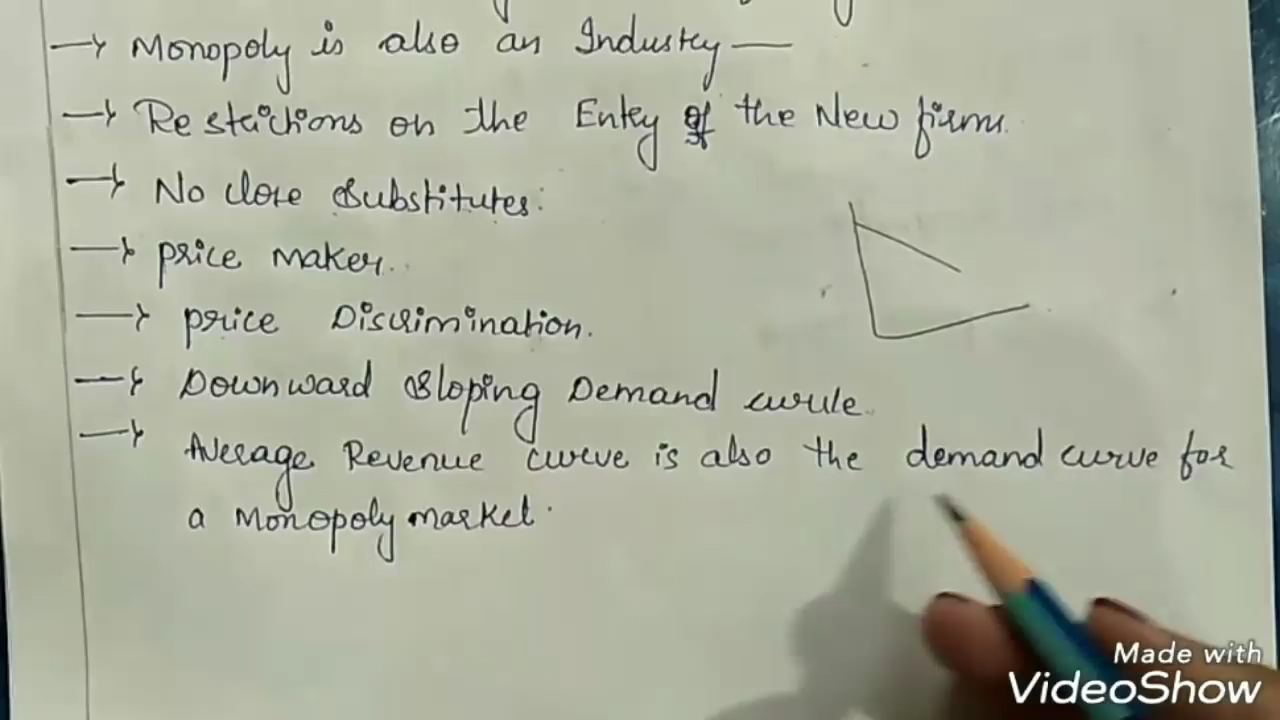 → Monopoly is also an Industry —
→ Restrictions on the Entry of the New firms.
→ No close Substitutes.
→ price maker.
→ price Discrimination.
→ Downward Sloping Demand curve.
→ Average Revenue curve is also the demand curve for
a Monopoly market.
Made with
VideoShow